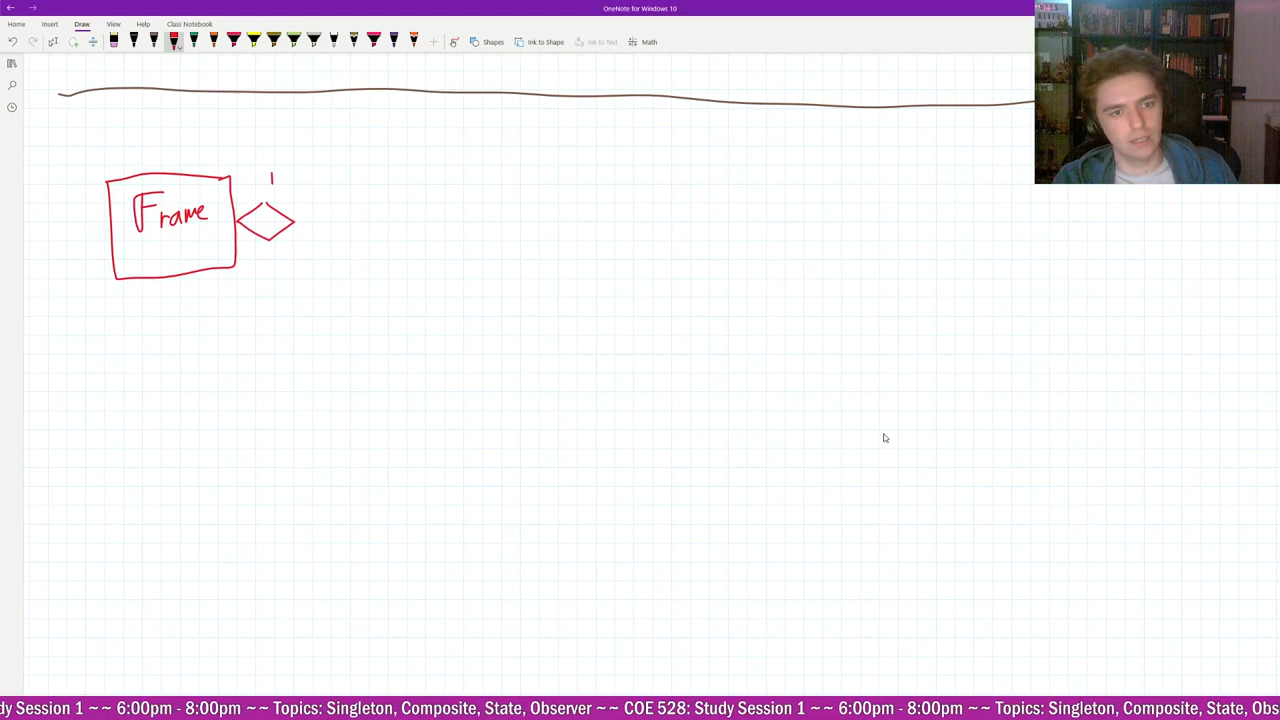 OneNote for Windows 10
Home Insert Draw View Help Class Notebook
Shapes Ink to Shape Ink to Text Math
1
Frame
dy Session 1 ~~ 6:00pm - 8:00pm ~~ Topics: Singleton, Composite, State, Observer ~~ COE 528: Study Session 1 ~~ 6:00pm - 8:00pm ~~ Topics: Singleton, Composite, State, Obs